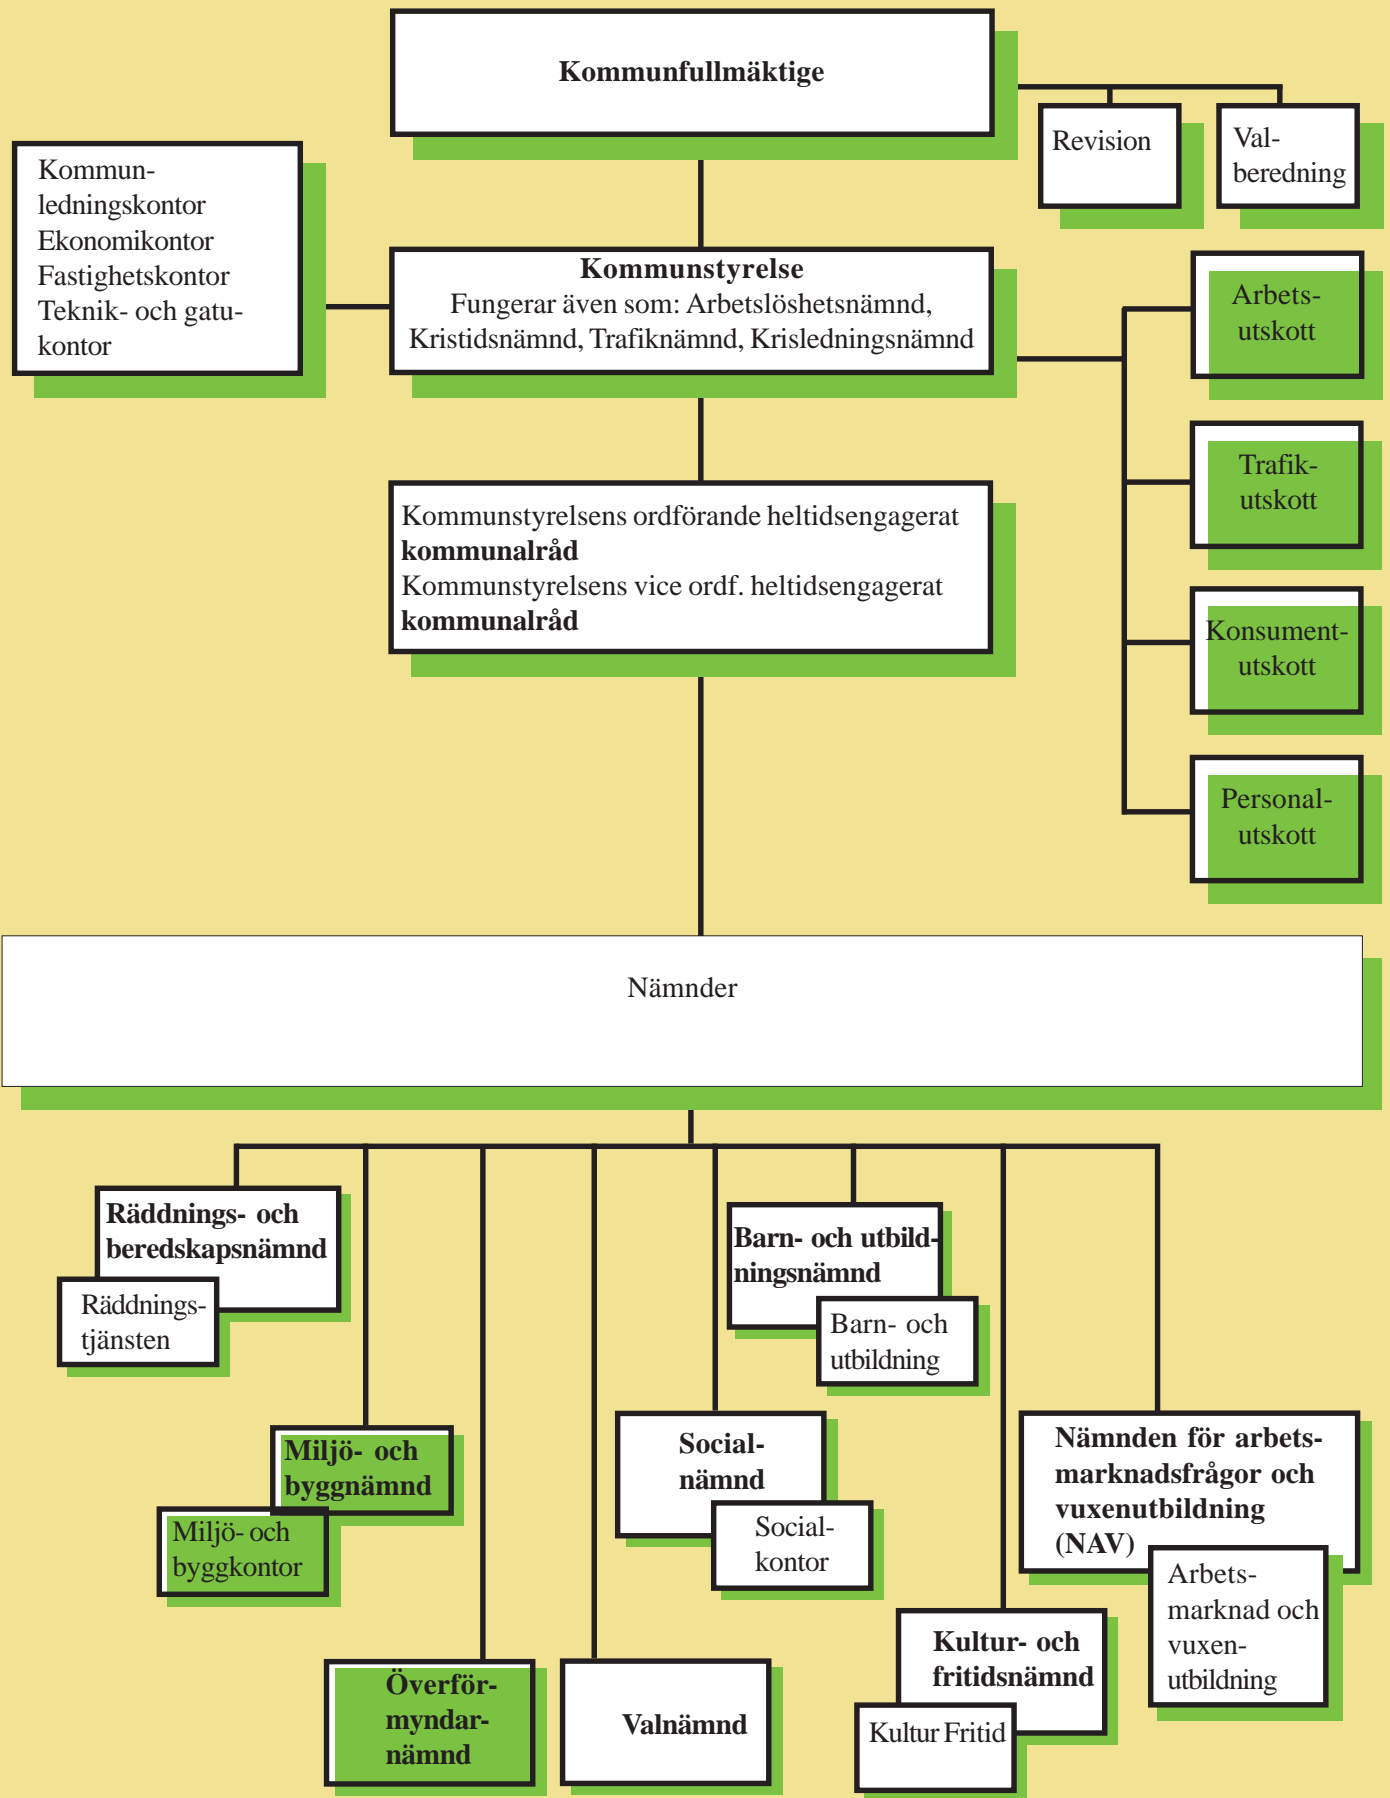 Kommunfullmäktige
Revision
Val-
beredning
Kommun-
ledningskontor
Ekonomikontor
Fastighetskontor
Teknik- och gatu-
kontor
Kommunstyrelse
Fungerar även som: Arbetslöshetsnämnd,
Kristidsnämnd, Trafiknämnd, Krisledningsnämnd
Arbets-
utskott
Trafik-
utskott
Konsument-
utskott
Personal-
utskott
Kommunstyrelsens ordförande heltidsengagerat
kommunalråd
Kommunstyrelsens vice ordf. heltidsengagerat
kommunalråd
Nämnder
Räddnings- och
beredskapsnämnd
Räddnings-
tjänsten
Miljö- och
byggnämnd
Miljö- och
byggkontor
Överför-
myndar-
nämnd
Valnämnd
Social-
nämnd
Social-
kontor
Barn- och utbild-
ningsnämnd
Barn- och
utbildning
Kultur- och
fritidsnämnd
Kultur Fritid
Nämnden för arbets-
marknadsfrågor och
vuxenutbildning
(NAV)
Arbets-
marknad och
vuxen-
utbildning